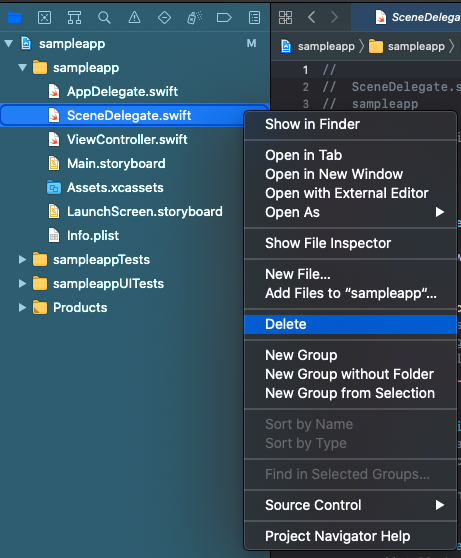 SceneDelega
sampleapp
M
sampleapp
sampleapp
sampleapp
AppDelegate.swift
SceneDelegate.swift
ViewController.swift
Main.storyboard
Assets.xcassets
LaunchScreen.storyboard
Info.plist
sampleappTests
sampleappUITests
Products
1 //
2 // SceneDelegate.s
3 // sampleapp
Show in Finder
Open in Tab
Open in New Window
Open with External Editor
Open As
Show File Inspector
New File...
Add Files to “sampleapp”...
Delete
New Group
New Group without Folder
New Group from Selection
Sort by Name
Sort by Type
Find in Selected Groups...
Source Control
Project Navigator Help